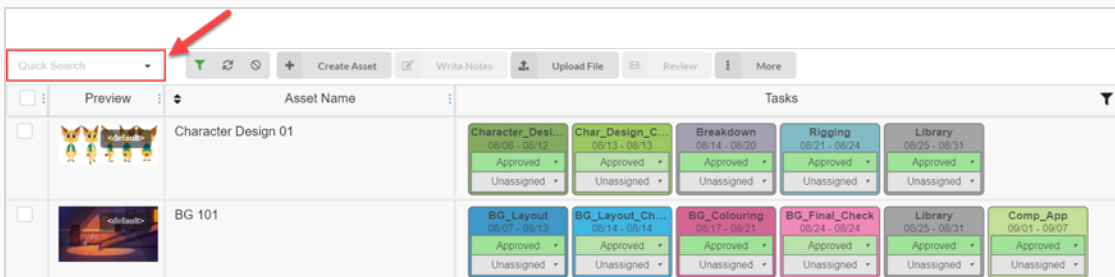 Quick Search
Create Asset
Write Notes
Upload File
Review
More
Preview
Asset Name
Tasks
<default>
Character Design 01
Character_Desi...
08/06 - 08/12
Approved
Unassigned
Char_Design_C...
08/13 - 08/13
Approved
Unassigned
Breakdown
08/14 - 08/20
Approved
Unassigned
Rigging
08/21 - 08/24
Approved
Unassigned
Library
08/25 - 08/31
Approved
Unassigned
<default>
BG 101
BG_Layout
08/07 - 08/13
Approved
Unassigned
BG_Layout_Ch...
08/14 - 08/14
Approved
Unassigned
BG_Colouring
08/17 - 08/21
Approved
Unassigned
BG_Final_Check
08/24 - 08/24
Approved
Unassigned
Library
08/25 - 08/31
Approved
Unassigned
Comp_App
09/01 - 09/07
Approved
Unassigned